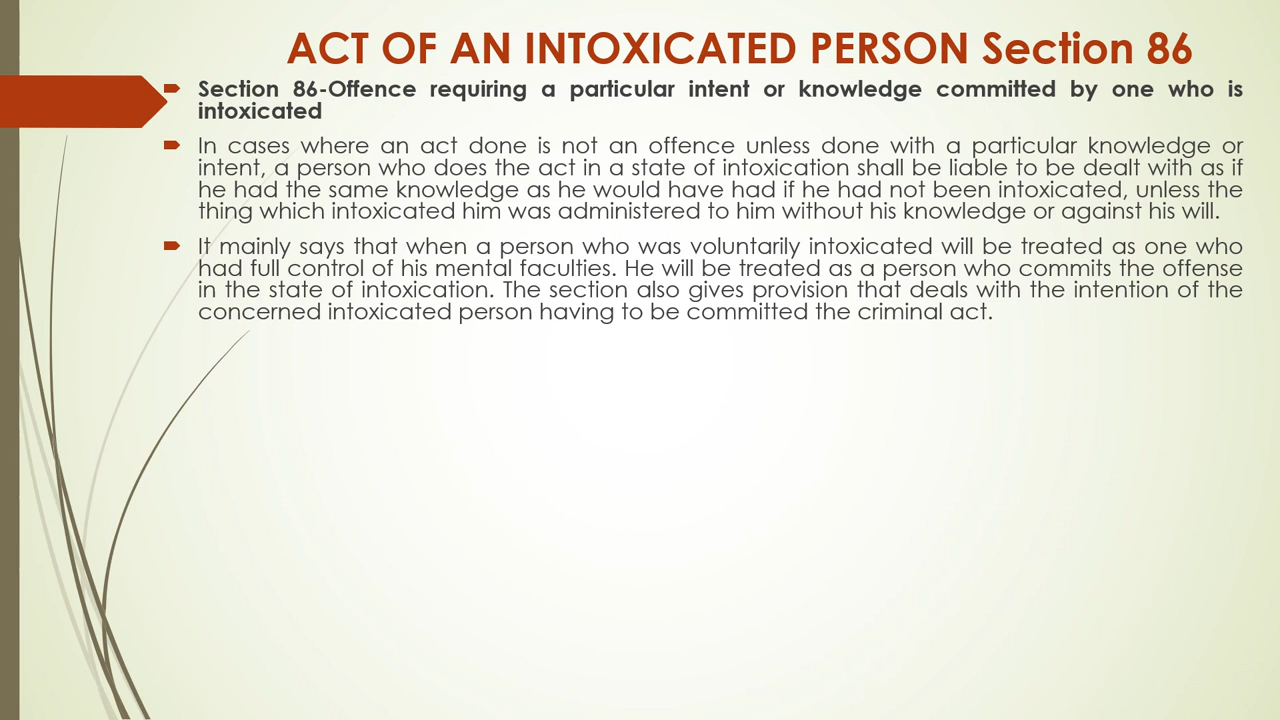 ACT OF AN INTOXICATED PERSON Section 86
Section 86-Offence requiring a particular intent or knowledge committed by one who is
intoxicated
In cases where an act done is not an offence unless done with a particular knowledge or
intent, a person who does the act in a state of intoxication shall be liable to be dealt with as if
he had the same knowledge as he would have had if he had not been intoxicated, unless the
thing which intoxicated him was administered to him without his knowledge or against his will.
It mainly says that when a person who was voluntarily intoxicated will be treated as one who
had full control of his mental faculties. He will be treated as a person who commits the offense
in the state of intoxication. The section also gives provision that deals with the intention of the
concerned intoxicated person having to be committed the criminal act.